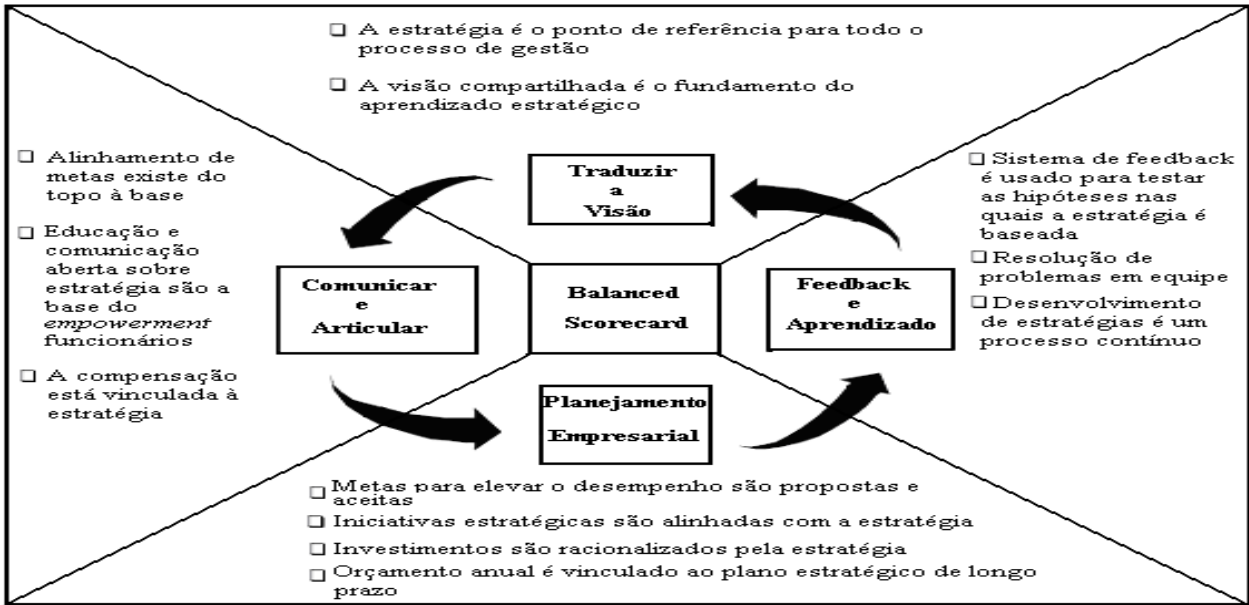 ❑ A estratégia é o ponto de referência para todo o
processo de gestão
❑ A visão compartilhada é o fundamento do
aprendizado estratégico
Traduzir
a
Visão
❑ Alinhamento de
metas existe do
topo à base
❑ Educação e
comunicação
aberta sobre
estratégia são a
base do
empowerment
funcionários
❑ A compensação
está vinculada à
estratégia
Comunicar
e
Articular
Balanced
Scorecard
Feedback
e
Aprendizado
❑ Sistema de feedback
é usado para testar
as hipóteses nas
quais a estratégia é
baseada
❑ Resolução de
problemas em equipe
❑ Desenvolvimento
de estratégias é um
processo contínuo
Planejamento
Empresarial
❑ Metas para elevar o desempenho são propostas e
aceitas
❑ Iniciativas estratégicas são alinhadas com a estratégia
❑ Investimentos são racionalizados pela estratégia
❑ Orçamento anual é vinculado ao plano estratégico de longo
prazo